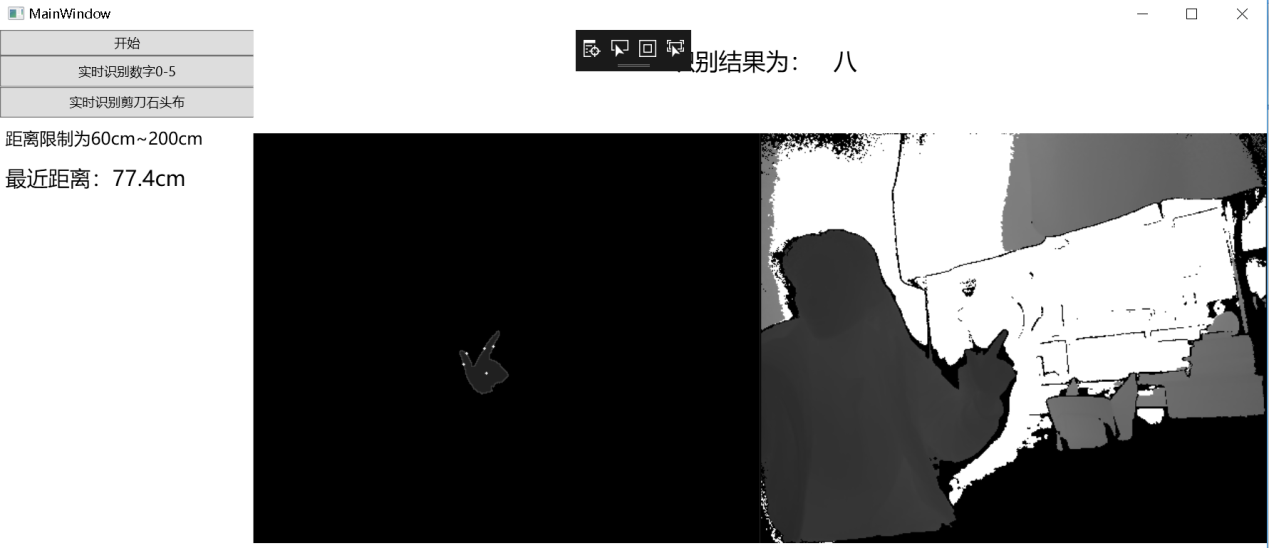 MainWindow
开始
实时识别数字0-5
实时识别剪刀石头布
距离限制为60cm~200cm
最近距离：77.4cm
别结果为： 八